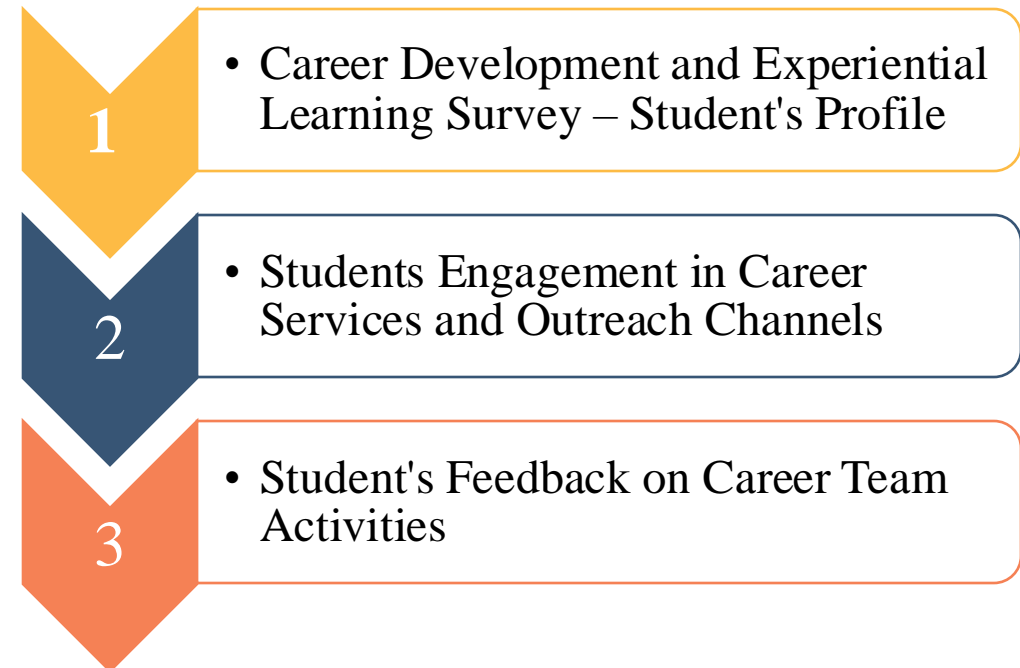 1
• Career Development and Experiential
Learning Survey – Student's Profile
2
• Students Engagement in Career
Services and Outreach Channels
3
• Student's Feedback on Career Team
Activities